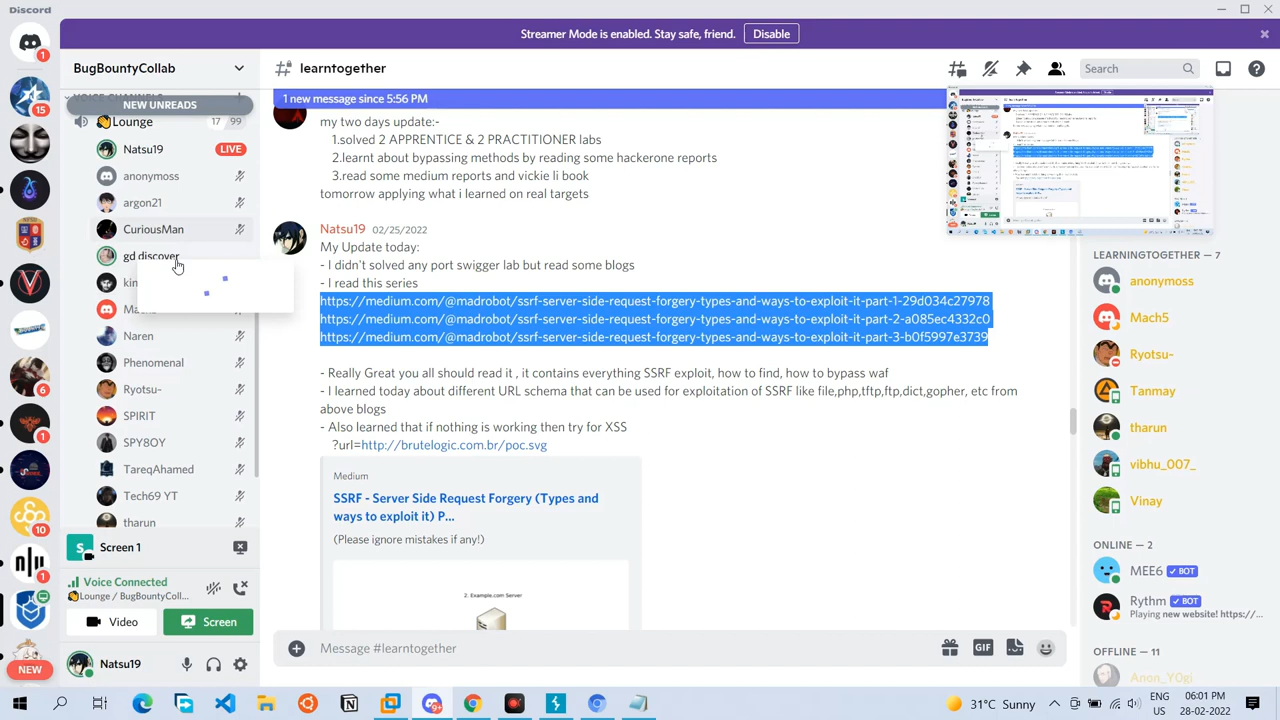 Discord
Streamer Mode is enabled. Stay safe, friend. Disable
1
15
6
1
10
1
NEW
BugBountyCollab
NEW UNREADS
Lounge 17 99
Natsu19 LIVE
anonymoss
argon21
CuriousMan
gd discover
kin
Ma
Naren
Phenomenal
Ryotsu-
SPIRIT
SPY8OY
TareqAhamed
Tech69 YT
tharun
Screen 1
Voice Connected
Lounge / BugBountyColl...
Video
Screen
Natsu19
learntogether
Search
1 new message since 5:56 PM
My two days update:
APPRENTICE & 2 PRACTITIONER labs
methods by reading some hackerone reports
reports and vickie li book
apply what i learned on real target
Natsu19 02/25/2022
My Update today:
- I didn't solved any port swigger lab but read some blogs
- I read this series
https://medium.com/@madrobot/ssrf-server-side-request-forgery-types-and-ways-to-exploit-it-part-1-29d034c27978
https://medium.com/@madrobot/ssrf-server-side-request-forgery-types-and-ways-to-exploit-it-part-2-a085ec4332c0
https://medium.com/@madrobot/ssrf-server-side-request-forgery-types-and-ways-to-exploit-it-part-3-b0f5997e3739
- Really Great you all should read it , it contains everything SSRF exploit, how to find, how to bypass waf
- I learned today about different URL schema that can be used for exploitation of SSRF like file,php,tftp,ftp,dict,gopher, etc from
above blogs
- Also learned that if nothing is working then try for XSS
?url=http://brutelogic.com.br/poc.svg
Medium
SSRF - Server Side Request Forgery (Types and
ways to exploit it) P...
(Please ignore mistakes if any!)
2. Example.com Server
Message #learntogether
GIF
LEARNINGTOGETHER — 7
anonymoss
Mach5
Ryotsu-
Tanmay
tharun
vibhu_007_
Vinay
ONLINE — 2
MEE6 BOT
Rythm BOT
Playing new website! https://...
OFFLINE — 11
Anon_Y0gi
9+
31°C Sunny
ENG
US
06:01 PM
28-02-2022